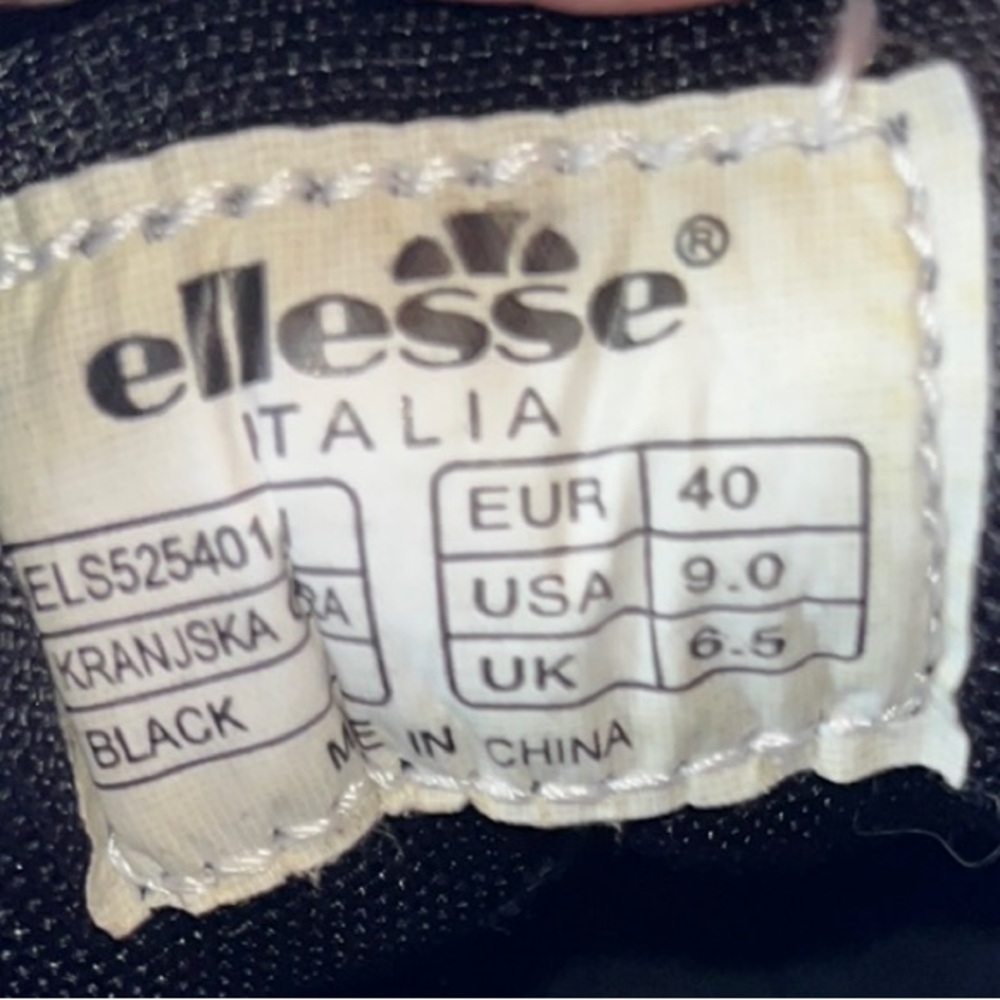 ellesse®
ITALIA
ELS525401
KRANJSKA
BLACK
EUR 40
USA 9.0
UK 6.5
IN CHINA